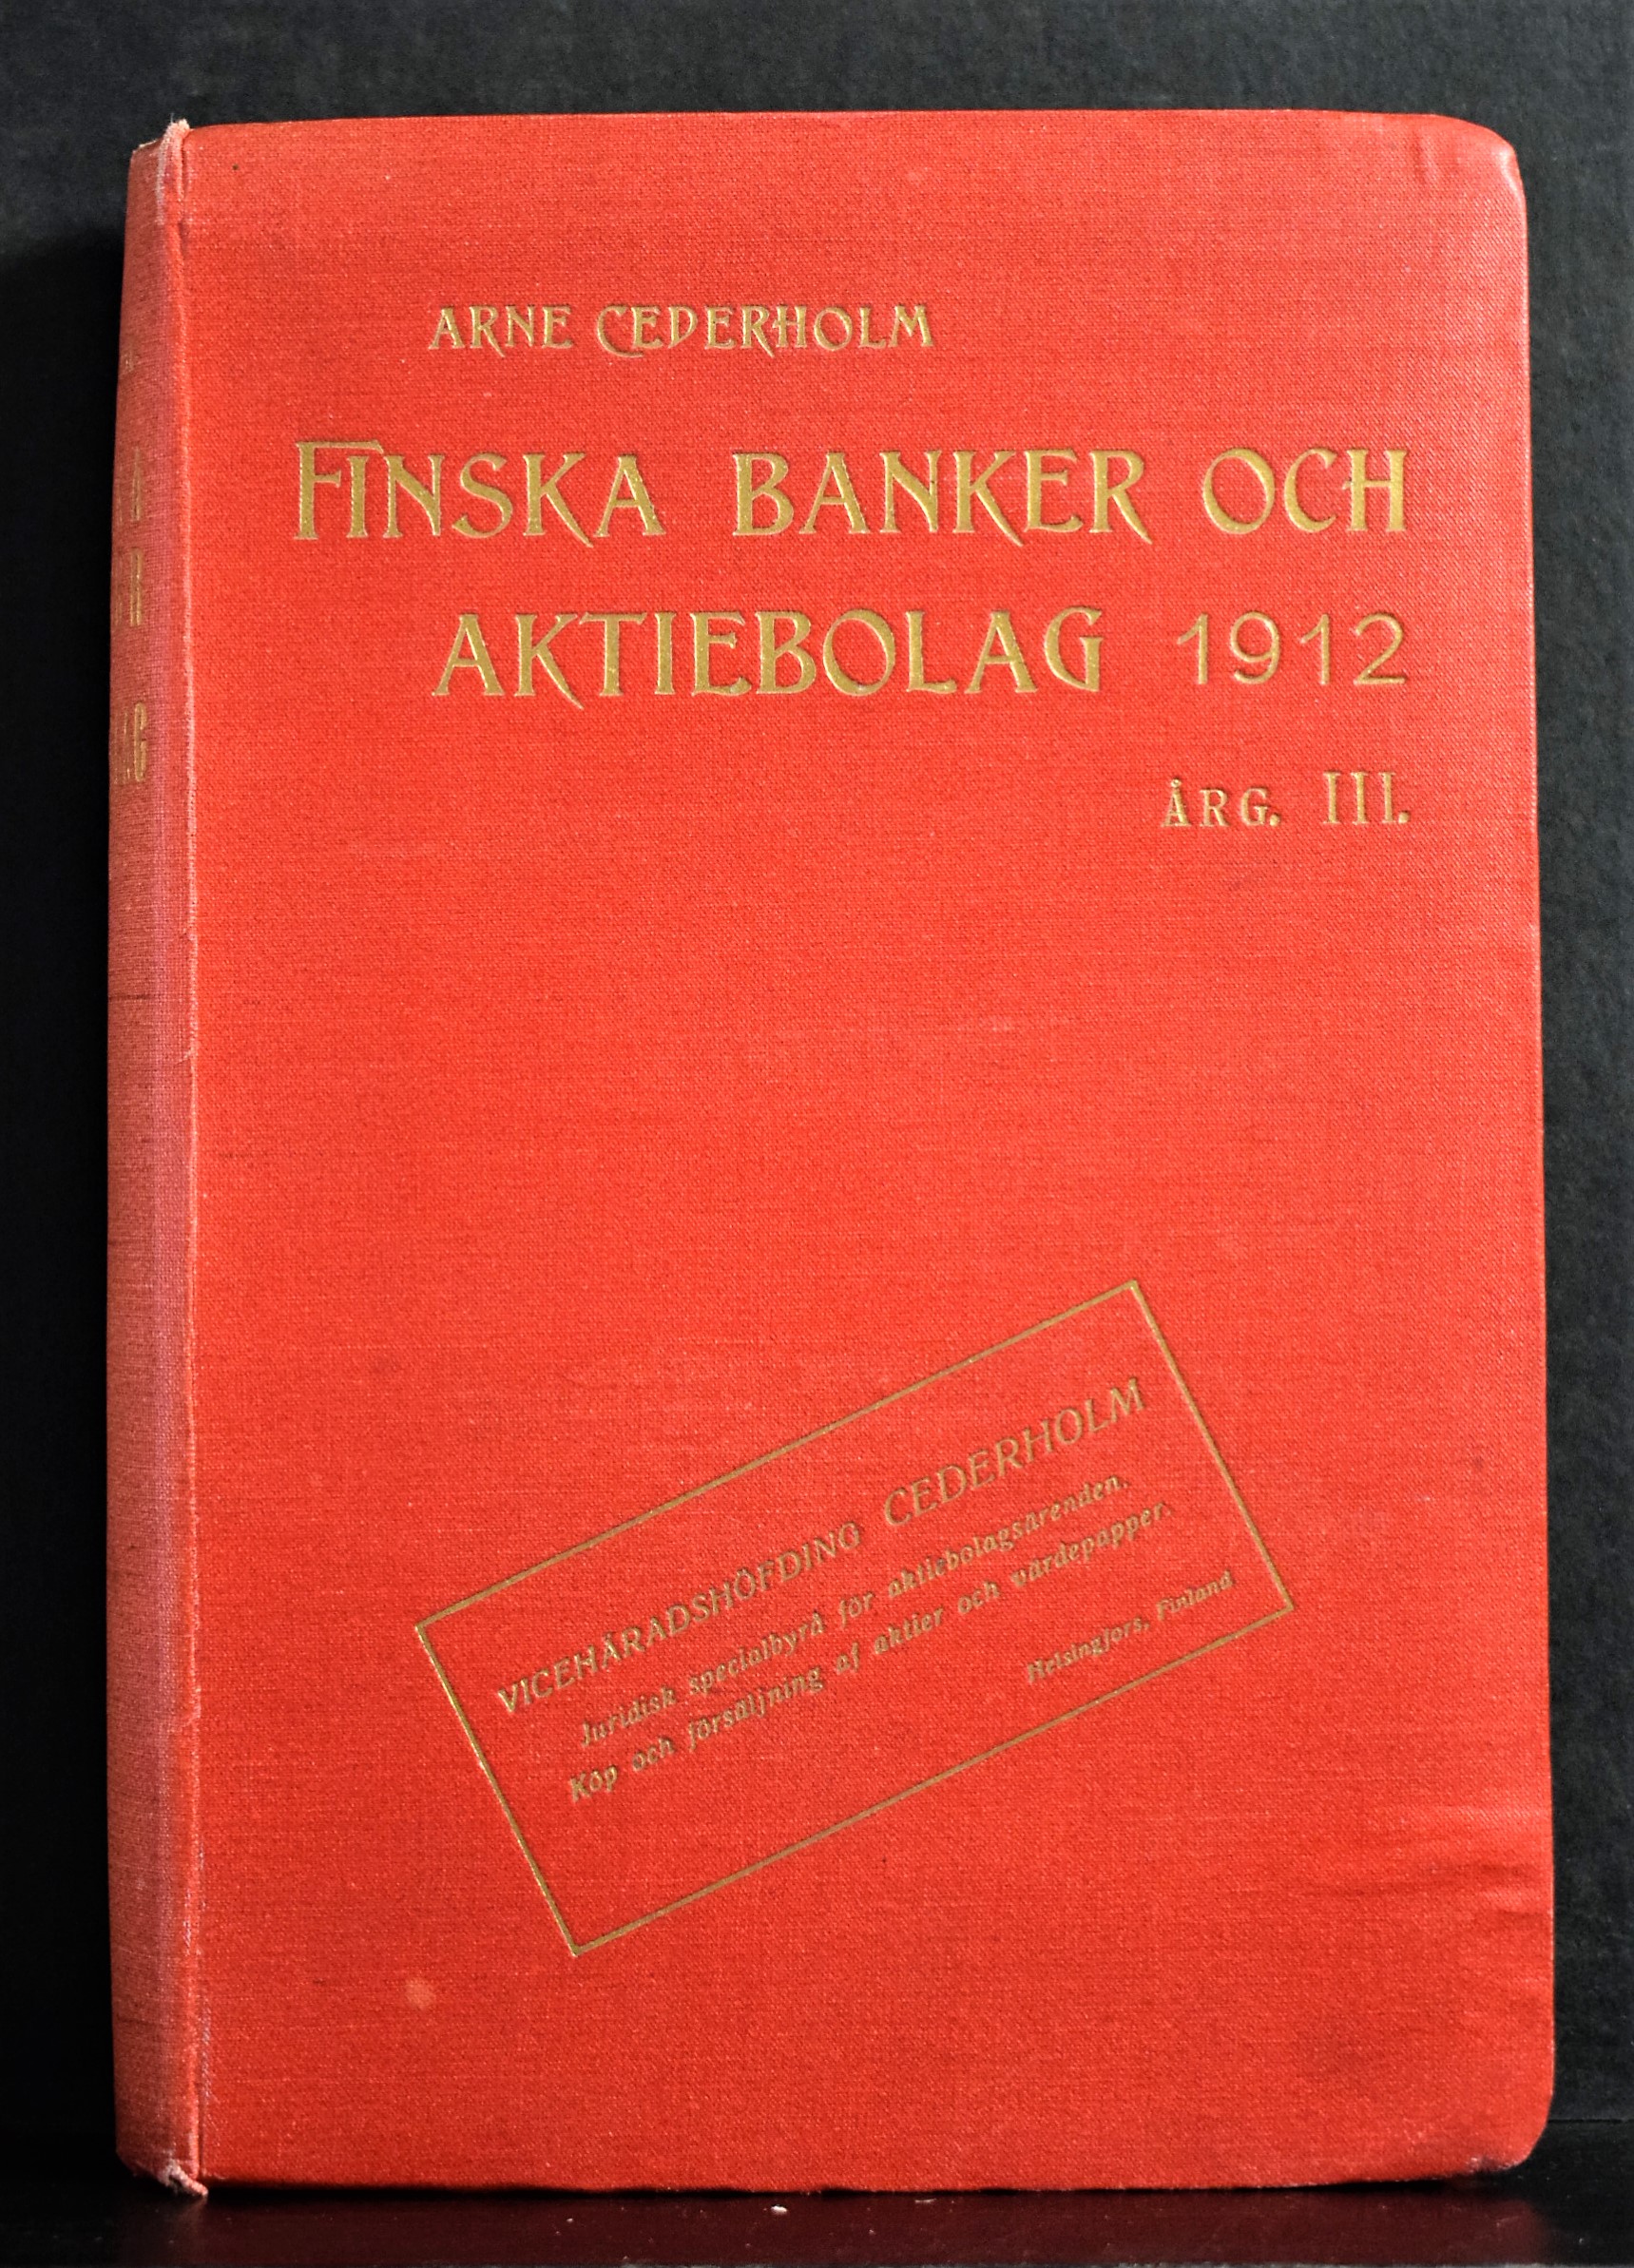 ARNE CEDERHOLM
FINSKA BANKER OCH
AKTIEBOLAG 1912
ÅRG. III.
VICEHÄRADSHÖFDING CEDERHOLM
Juridisk specialbyrå för aktiebolagsärenden.
Köp och försäljning af aktier och värdepapper.
Helsingfors, Finland